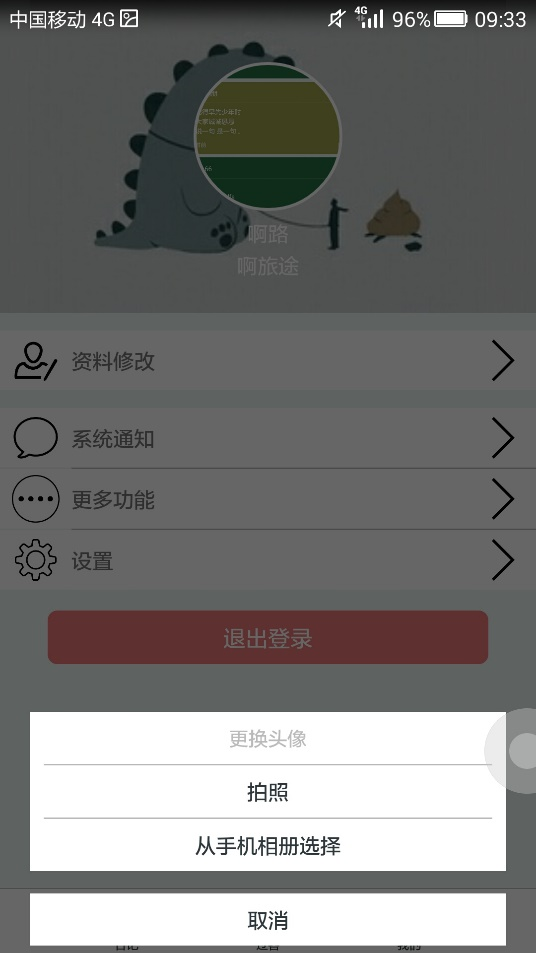 中国移动 4G 4G 96% 09:33
啊路
啊旅途
资料修改
系统通知
更多功能
设置
退出登录
更换头像
拍照
从手机相册选择
取消